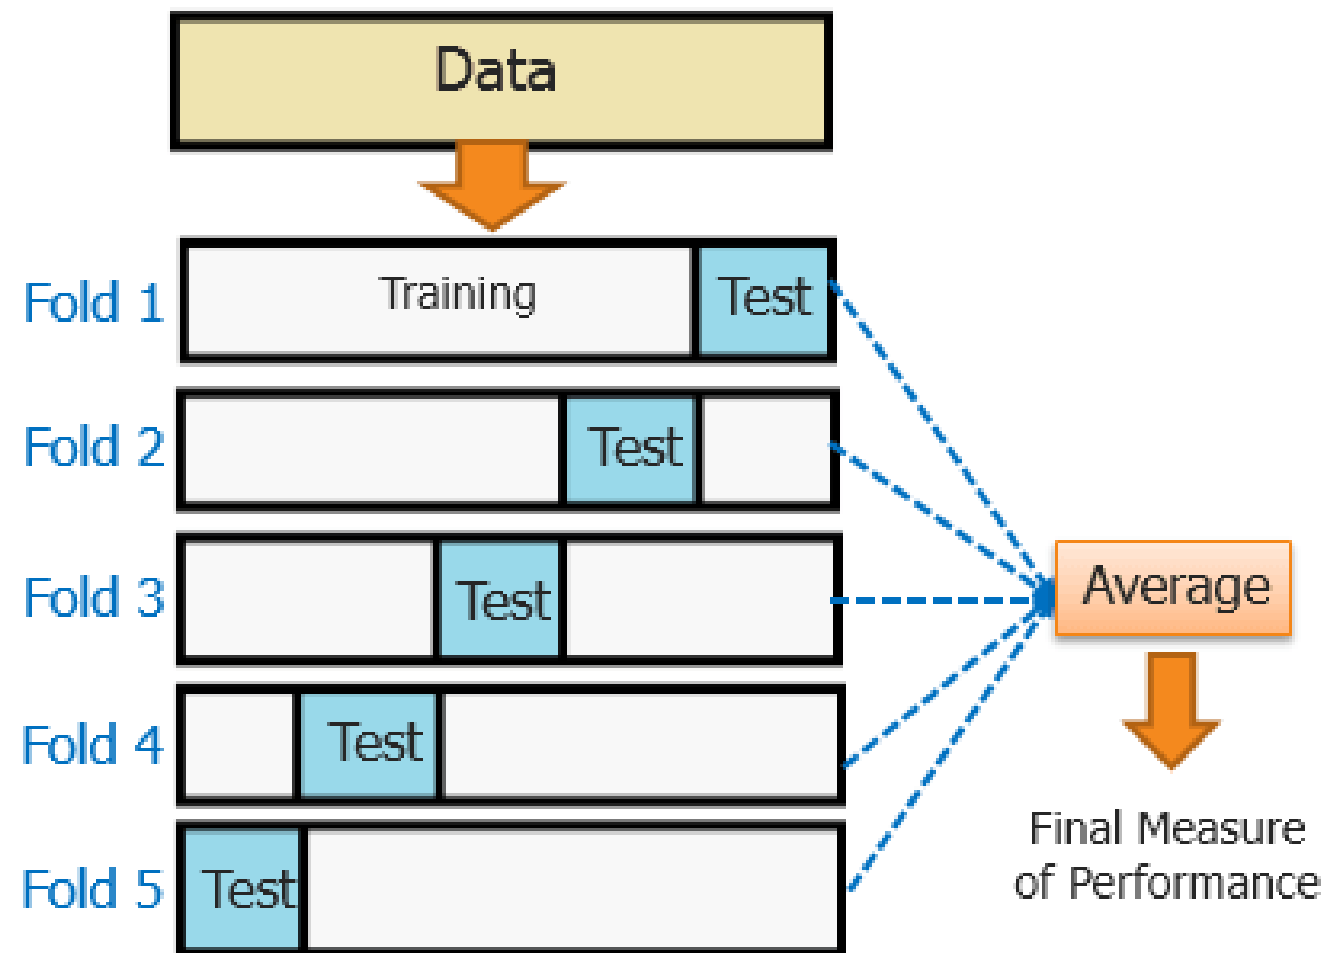 Data
Fold 1
Training
Test
Fold 2
Test
Fold 3
Test
Average
Fold 4
Test
Final Measure
of Performance
Fold 5
Test